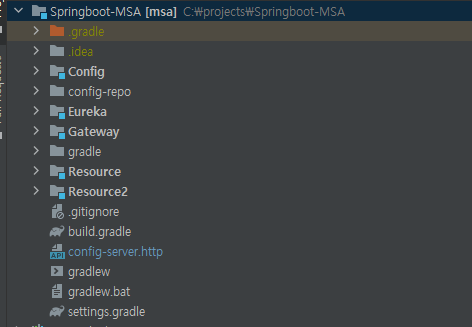 Springboot-MSA [msa] C:₩projects₩Springboot-MSA
.gradle
.idea
Config
config-repo
Eureka
Gateway
gradle
Resource
Resource2
.gitignore
build.gradle
API config-server.http
gradlew
gradlew.bat
settings.gradle